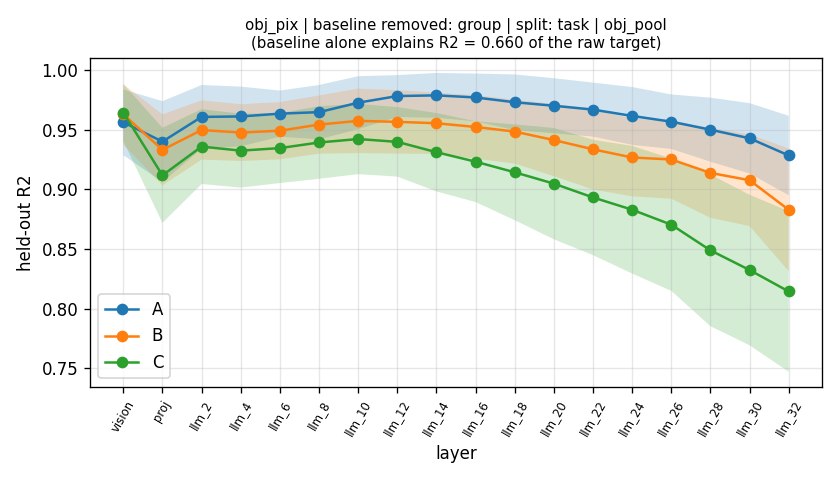 obj_pix | baseline removed: group | split: task | obj_pool
(baseline alone explains R2 = 0.660 of the raw target)
held-out R2
1.00
0.95
0.90
0.85
0.80
0.75
A
B
C
vision
proj
llm_2
llm_4
llm_6
llm_8
llm_10
llm_12
llm_14
llm_16
llm_18
llm_20
llm_22
llm_24
llm_26
llm_28
llm_30
llm_32
layer